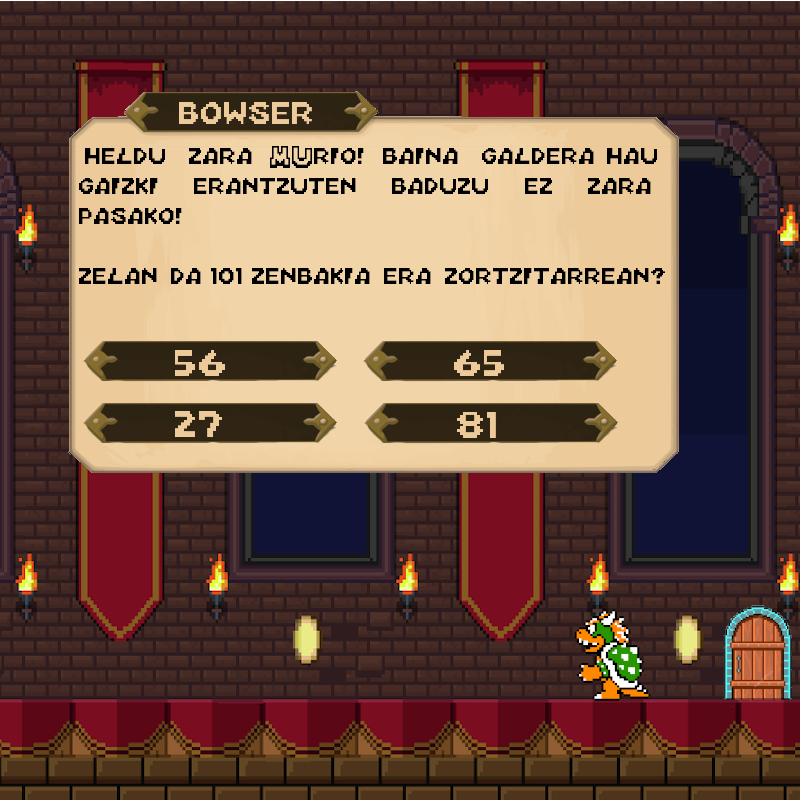 BOWSER
HELDU ZARA MURIO! BAINA GALDERA HAU
GAIZKI ERANTZUTEN BADUZU EZ ZARA
PASAKO!
ZELAN DA 101 ZENBAKIA ERA ZORTZITARREAN?
56 65
27 81